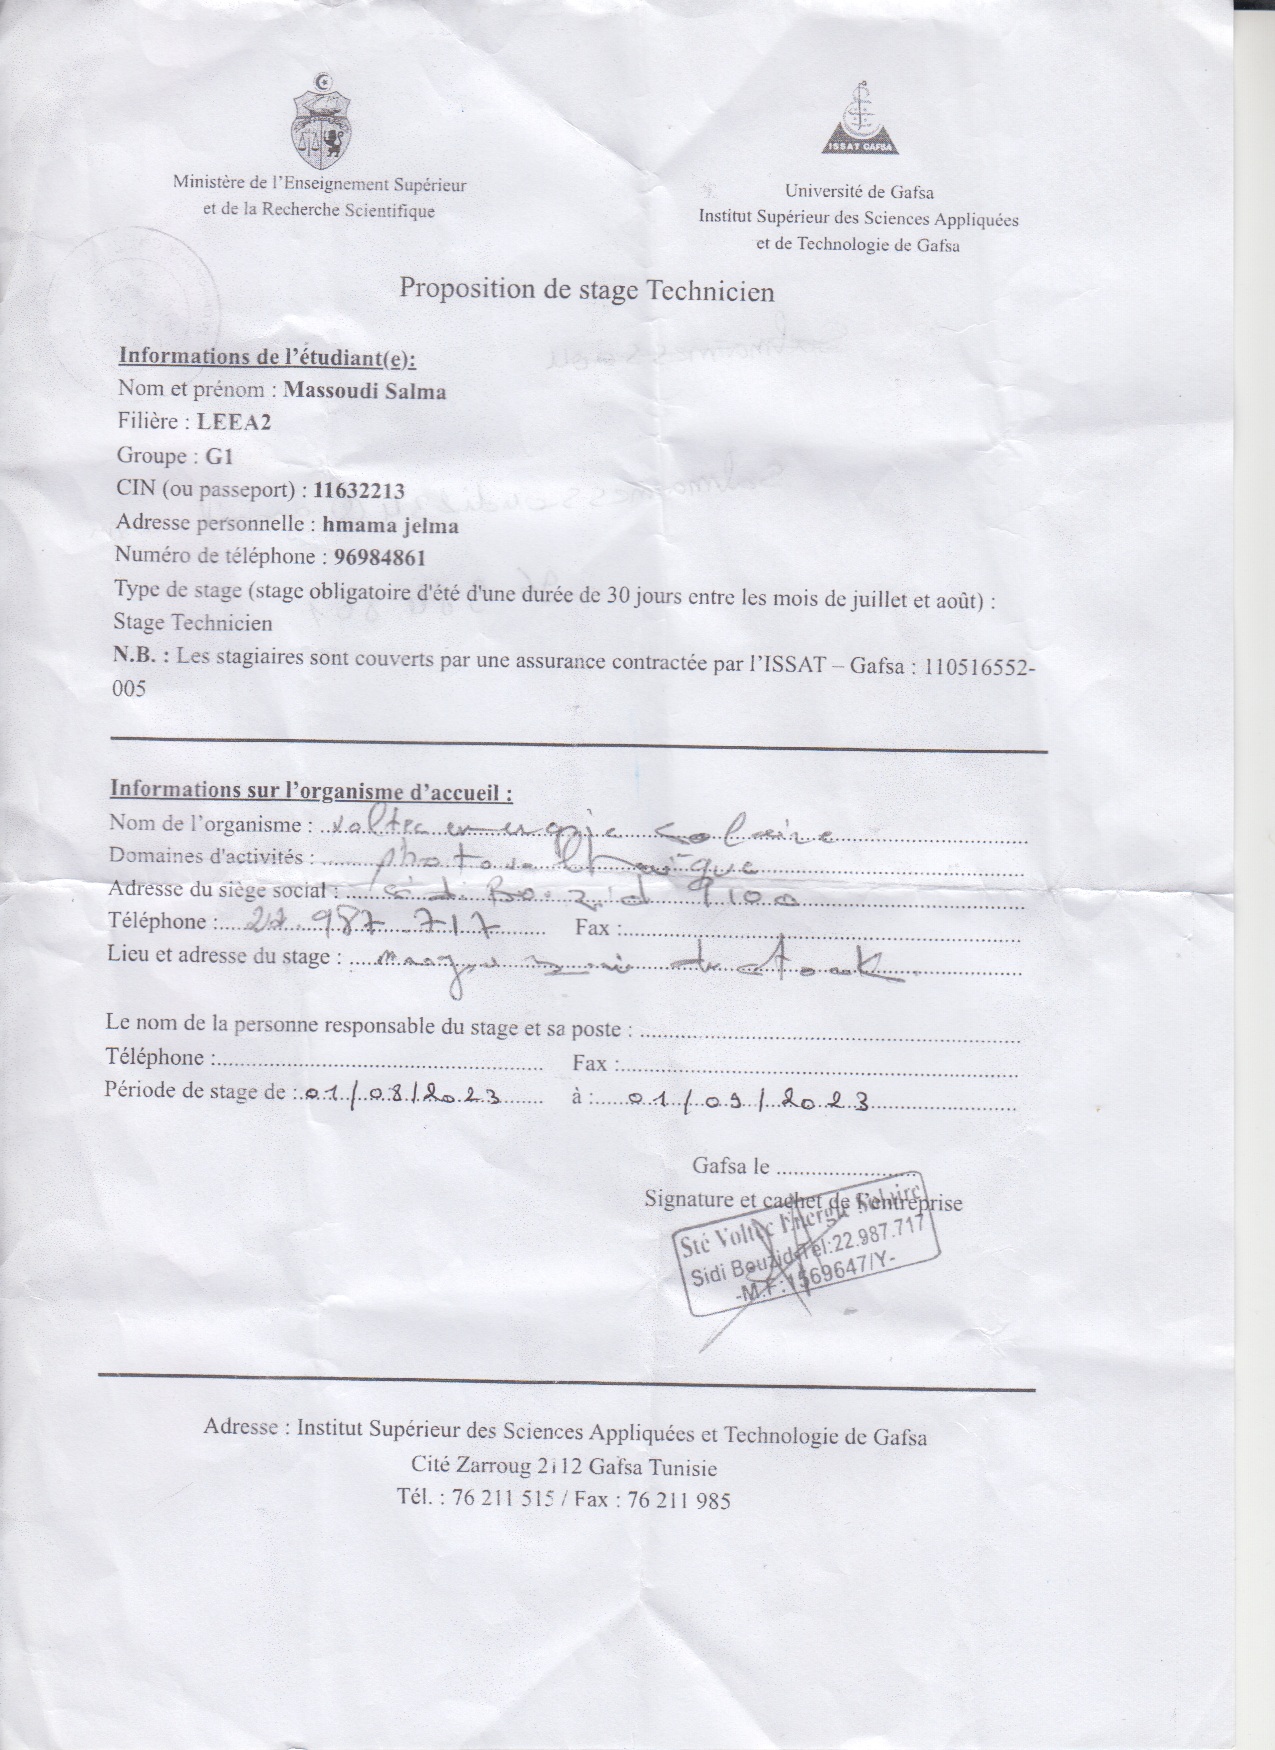 ISSAT GAFSA
Ministère de l'Enseignement Supérieur
et de la Recherche Scientifique
Université de Gafsa
Institut Supérieur des Sciences Appliquées
et de Technologie de Gafsa
Proposition de stage Technicien
Informations de l'étudiant(e):
Nom et prénom : Massoudi Salma
Filière : LEEA2
Groupe : G1
CIN (ou passeport) : 11632213
Adresse personnelle : hmama jelma
Numéro de téléphone : 96984861
Type de stage (stage obligatoire d'été d'une durée de 30 jours entre les mois de juillet et août) :
Stage Technicien
N.B. : Les stagiaires sont couverts par une assurance contractée par l'ISSAT – Gafsa : 110516552-
005
Informations sur l'organisme d'accueil :
Nom de l'organisme : voltec energie solaire
Domaines d'activités : photovoltaique
Adresse du siège social : sidi Bouzid 9100
Téléphone : 22.987.717 Fax :
Lieu et adresse du stage :
Le nom de la personne responsable du stage et sa poste :
Téléphone : Fax :
Période de stage de : 01/08/2023 à : 01/09/2023
Gafsa le
Signature et cachet de l'entreprise
Sté Voltec Energie Solaire
Sidi Bouzid-Tel:22.987.717
-M.F:1569647/Y-
Adresse : Institut Supérieur des Sciences Appliquées et Technologie de Gafsa
Cité Zarroug 2112 Gafsa Tunisie
Tél. : 76 211 515 / Fax : 76 211 985